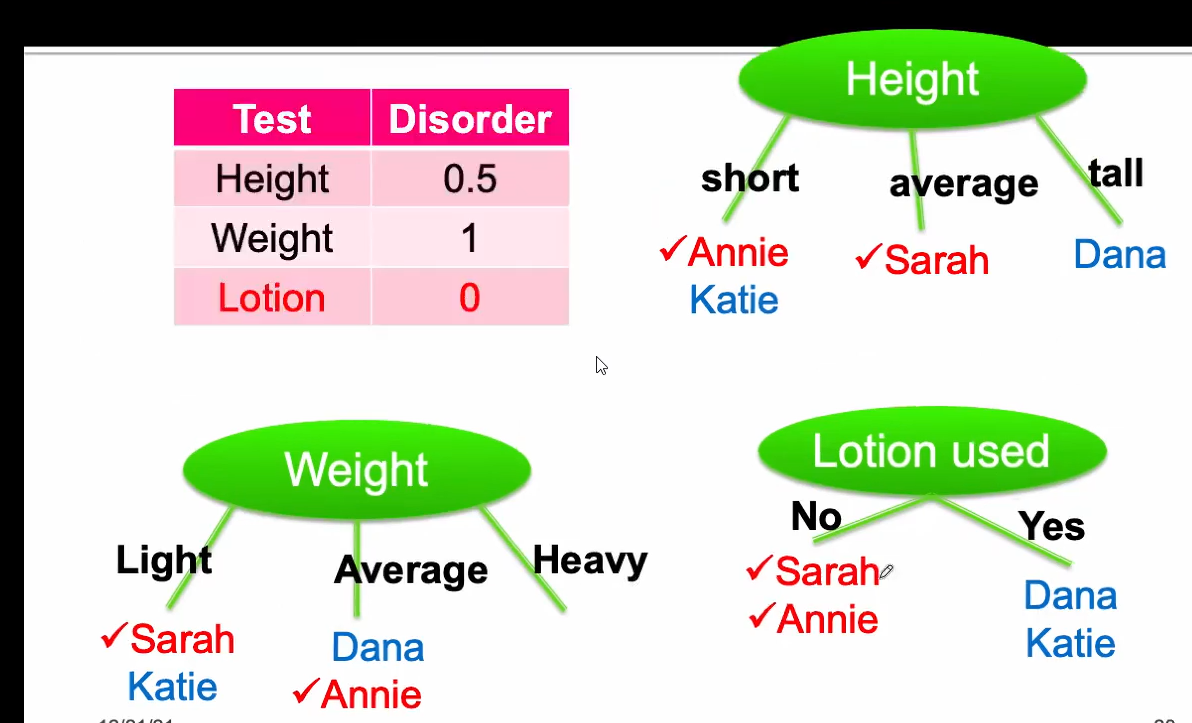 Test Disorder
Height 0.5
Weight 1
Lotion 0
Height
short average tall
✓Annie ✓Sarah Dana
Katie
Weight
Light Average Heavy
✓Sarah Dana
Katie ✓Annie
Lotion used
No Yes
✓Sarah Dana
✓Annie Katie